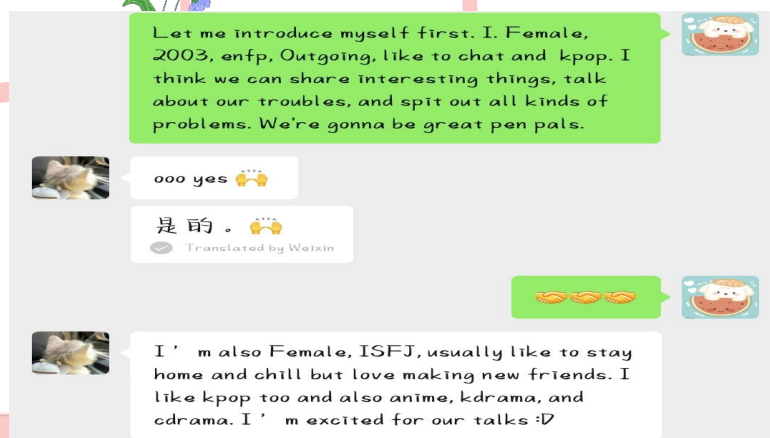 Let me introduce myself first. I. Female,
2003, enfp, Outgoing, like to chat and kpop. I
think we can share interesting things, talk
about our troubles, and spit out all kinds of
problems. We're gonna be great pen pals.
ooo yes 🙌
是的。🙌
Translated by Weixin
🤝🤝🤝
I’m also Female, ISFJ, usually like to stay
home and chill but love making new friends. I
like kpop too and also anime, kdrama, and
cdrama. I’m excited for our talks :D